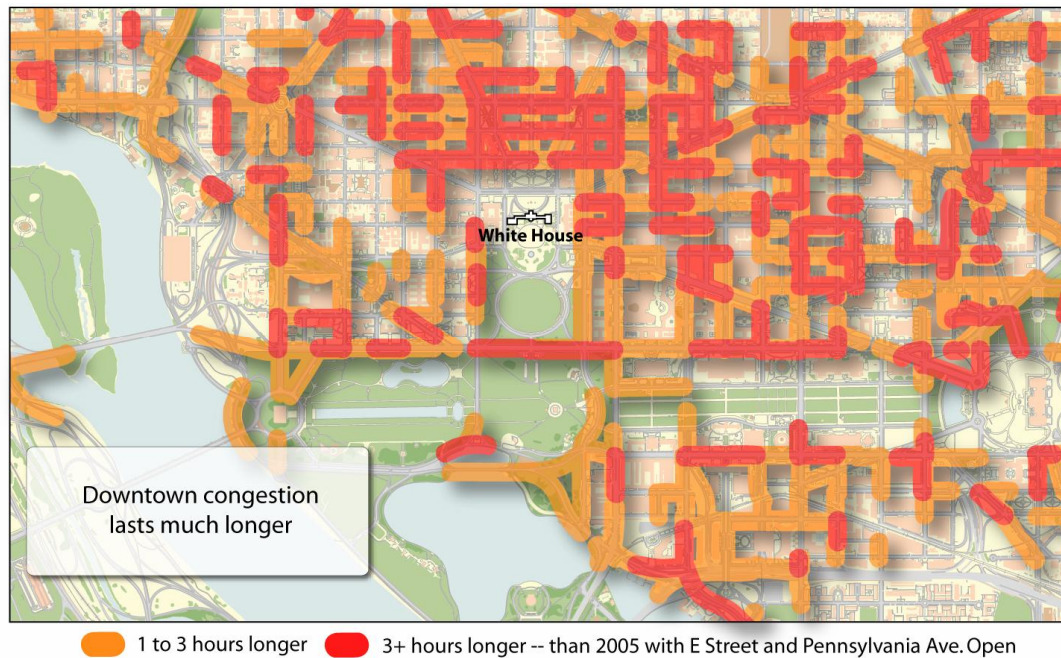 White House
Downtown congestion
lasts much longer
1 to 3 hours longer
3+ hours longer -- than 2005 with E Street and Pennsylvania Ave. Open